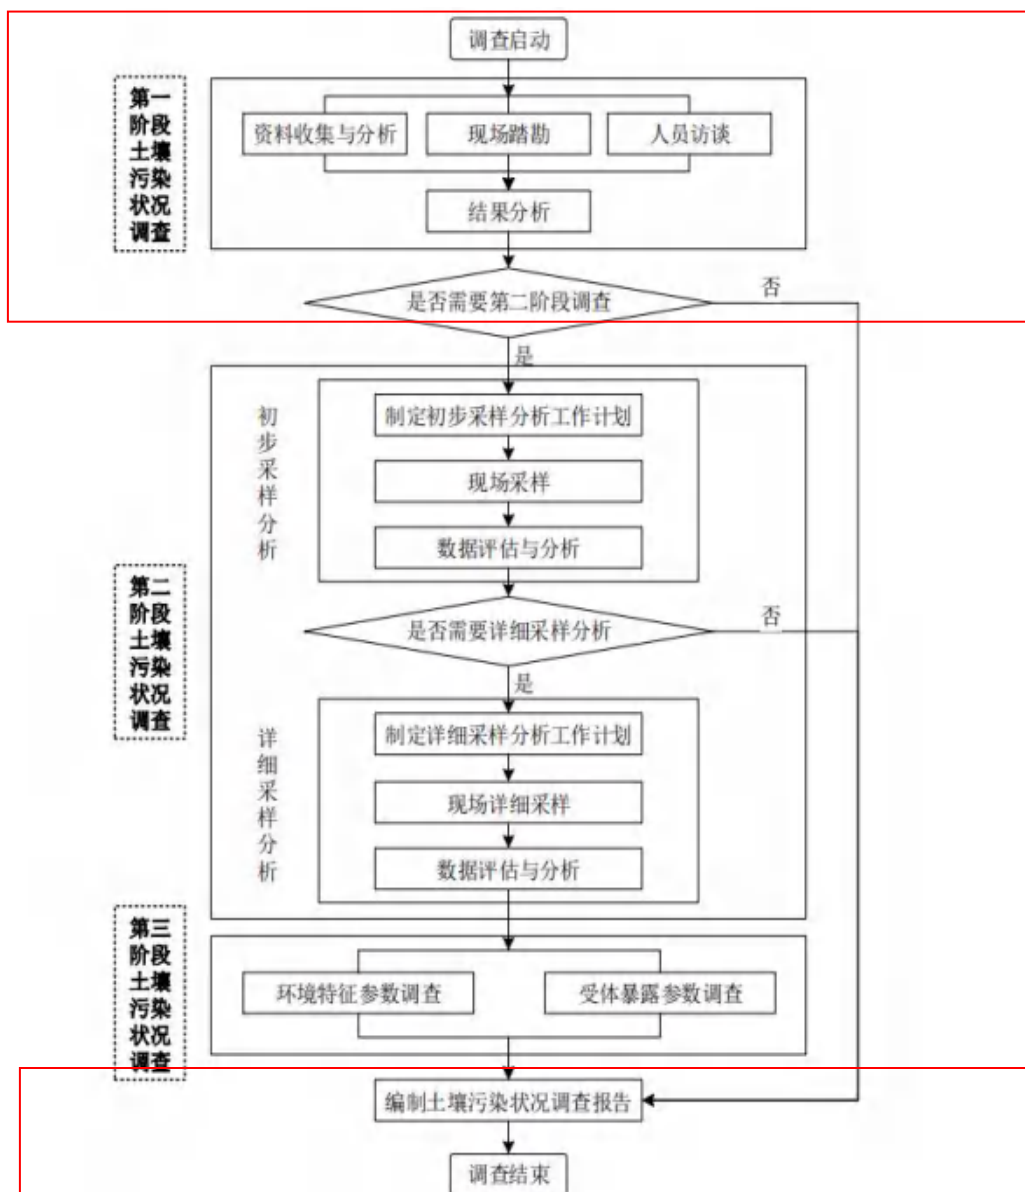 调查启动
第一
阶段
土壤
污染
状况
调查
资料收集与分析
现场踏勘
人员访谈
结果分析
是否需要第二阶段调查
否
是
初
步
采
样
分
析
制定初步采样分析工作计划
现场采样
数据评估与分析
第二
阶段
土壤
污染
状况
调查
是否需要详细采样分析
否
是
详
细
采
样
分
析
制定详细采样分析工作计划
现场详细采样
数据评估与分析
第三
阶段
土壤
污染
状况
调查
环境特征参数调查
受体暴露参数调查
编制土壤污染状况调查报告
调查结束